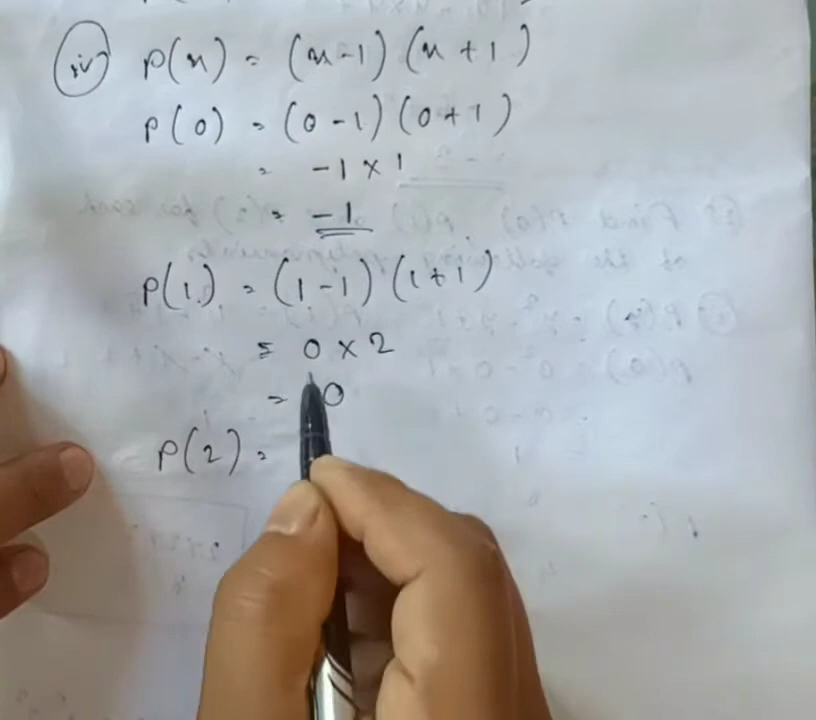 iv) P(x) = (x-1)(x+1)
P(0) = (0-1)(0+1)
= -1×1
= -1
P(1) = (1-1)(1+1)
= 0×2
= 0
P(2) =